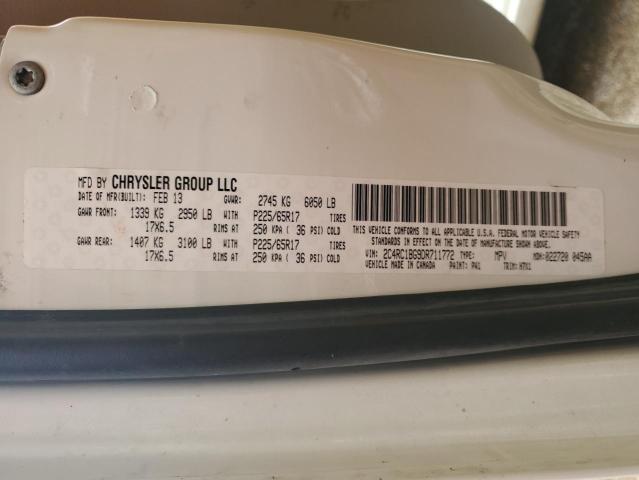 MFD BY CHRYSLER GROUP LLC
DATE OF MFR(BUILT): FEB 13 GVWR: 2745 KG 6050 LB
GAWR FRONT: 1339 KG 2950 LB WITH P225/65R17 TIRES
17X6.5 RIMS AT 250 KPA ( 36 PSI) COLD
GAWR REAR: 1407 KG 3100 LB WITH P225/65R17 TIRES
17X6.5 RIMS AT 250 KPA ( 36 PSI) COLD
THIS VEHICLE CONFORMS TO ALL APPLICABLE U.S.A. FEDERAL MOTOR VEHICLE SAFETY
STANDARDS IN EFFECT ON THE DATE OF MANUFACTURE SHOWN ABOVE.
VIN: 2C4RC1BG9DR711772 TYPE: MPV MDH:022720 045AA
VEHICLE MADE IN CANADA PAINT: PW1 TRIM: H7X1